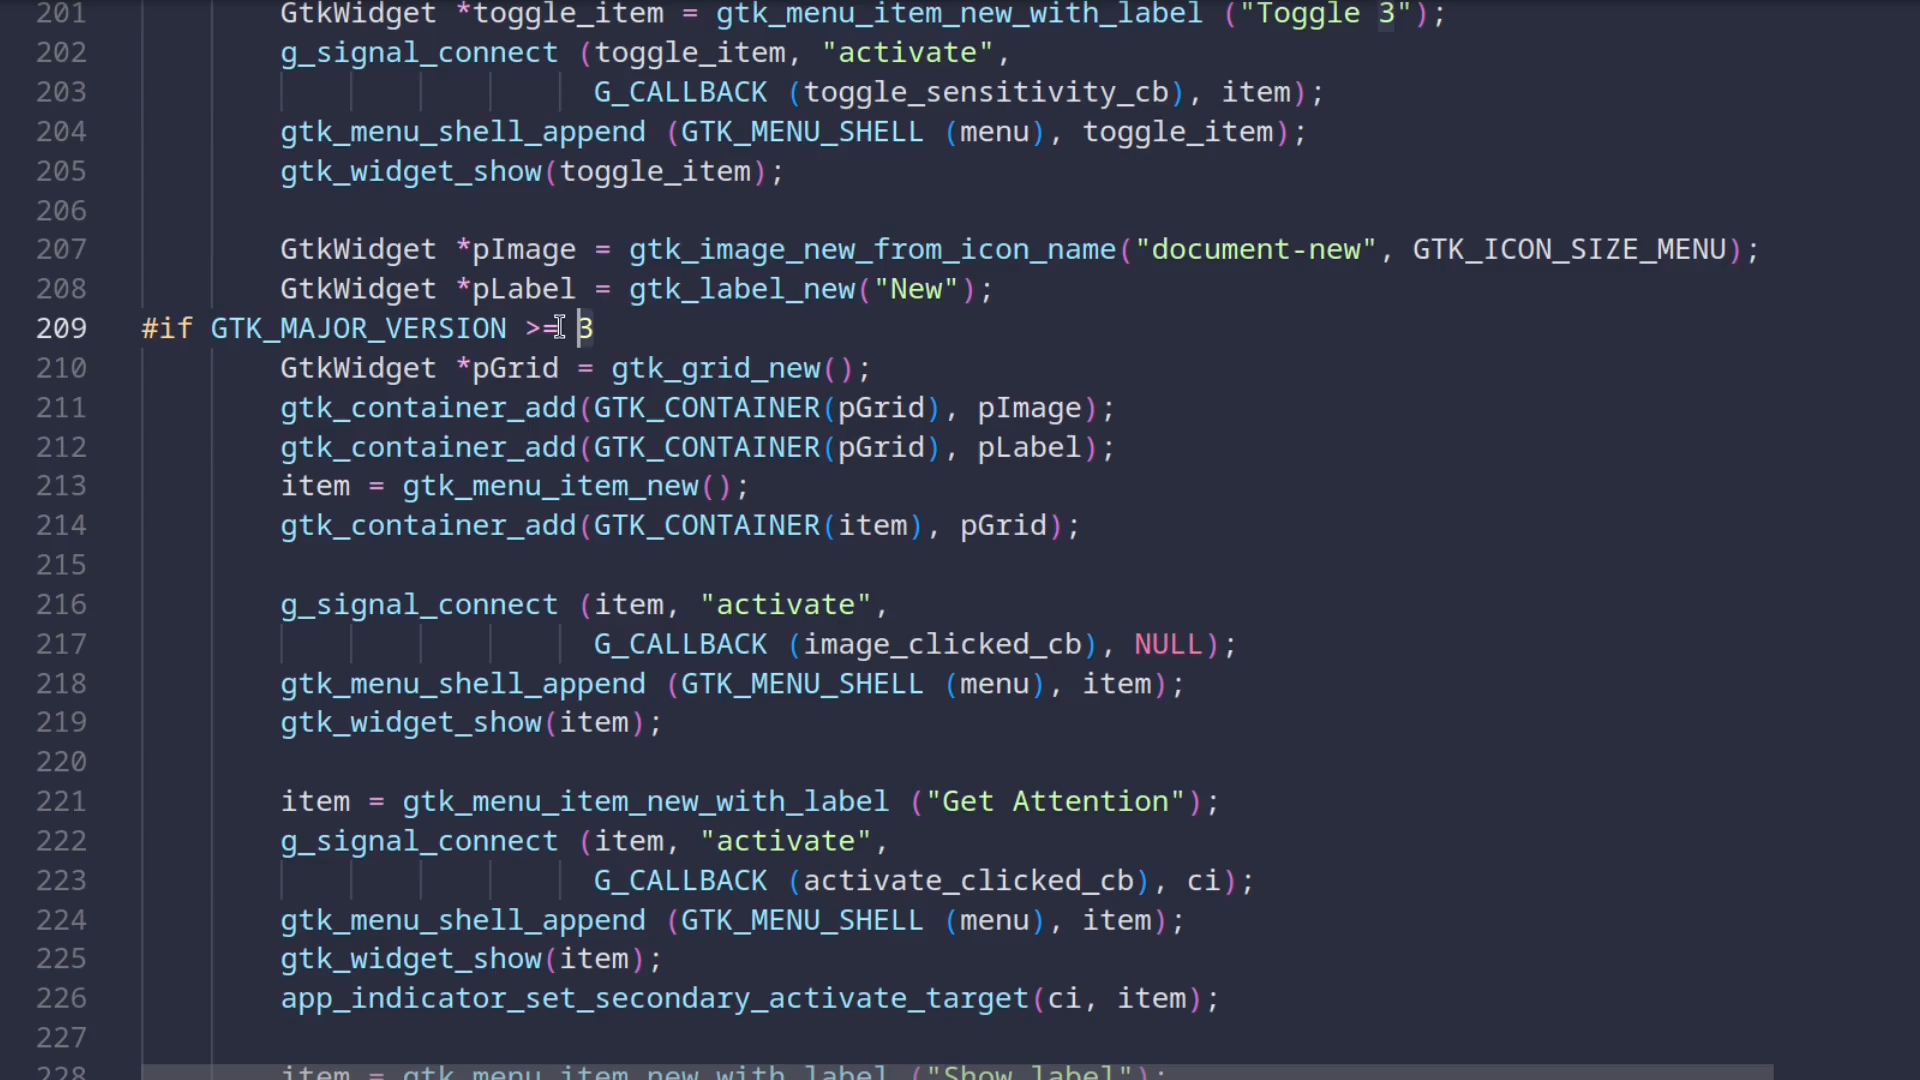 201 GtkWidget *toggle_item = gtk_menu_item_new_with_label ("Toggle 3");
202 g_signal_connect (toggle_item, "activate",
203 G_CALLBACK (toggle_sensitivity_cb), item);
204 gtk_menu_shell_append (GTK_MENU_SHELL (menu), toggle_item);
205 gtk_widget_show(toggle_item);
206
207 GtkWidget *pImage = gtk_image_new_from_icon_name("document-new", GTK_ICON_SIZE_MENU);
208 GtkWidget *pLabel = gtk_label_new("New");
209 #if GTK_MAJOR_VERSION >= 3
210 GtkWidget *pGrid = gtk_grid_new();
211 gtk_container_add(GTK_CONTAINER(pGrid), pImage);
212 gtk_container_add(GTK_CONTAINER(pGrid), pLabel);
213 item = gtk_menu_item_new();
214 gtk_container_add(GTK_CONTAINER(item), pGrid);
215
216 g_signal_connect (item, "activate",
217 G_CALLBACK (image_clicked_cb), NULL);
218 gtk_menu_shell_append (GTK_MENU_SHELL (menu), item);
219 gtk_widget_show(item);
220
221 item = gtk_menu_item_new_with_label ("Get Attention");
222 g_signal_connect (item, "activate",
223 G_CALLBACK (activate_clicked_cb), ci);
224 gtk_menu_shell_append (GTK_MENU_SHELL (menu), item);
225 gtk_widget_show(item);
226 app_indicator_set_secondary_activate_target(ci, item);
227
228 item = gtk_menu_item_new_with_label ("Show label");